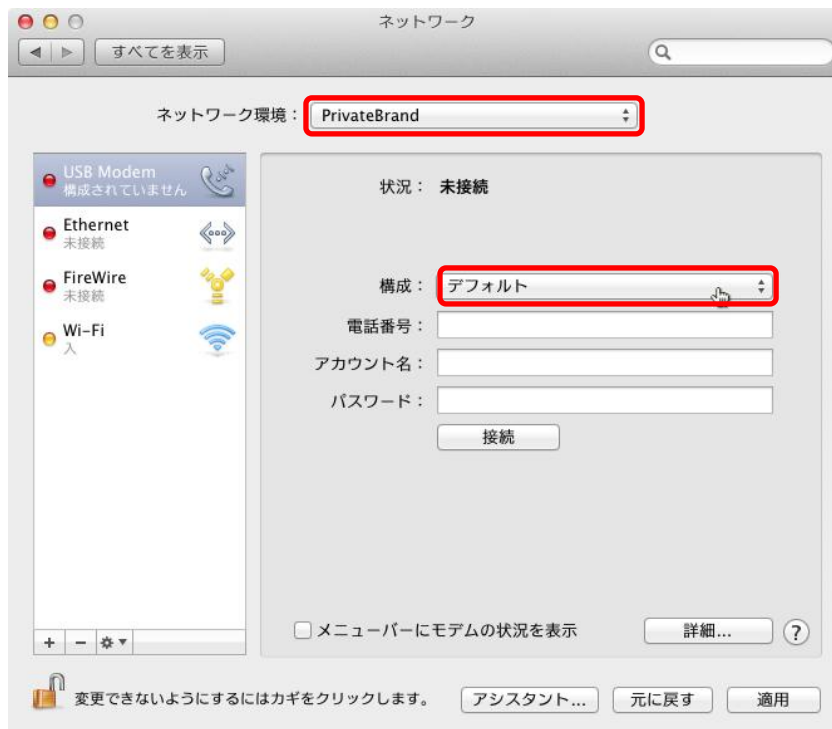 ネットワーク
すべてを表示
ネットワーク環境： PrivateBrand
USB Modem
構成されていません
Ethernet
未接続
FireWire
未接続
Wi-Fi
入
状況： 未接続
構成： デフォルト
電話番号：
アカウント名：
パスワード：
接続
メニューバーにモデムの状況を表示
詳細... ?
+ −
変更できないようにするにはカギをクリックします。 アシスタント... 元に戻す 適用